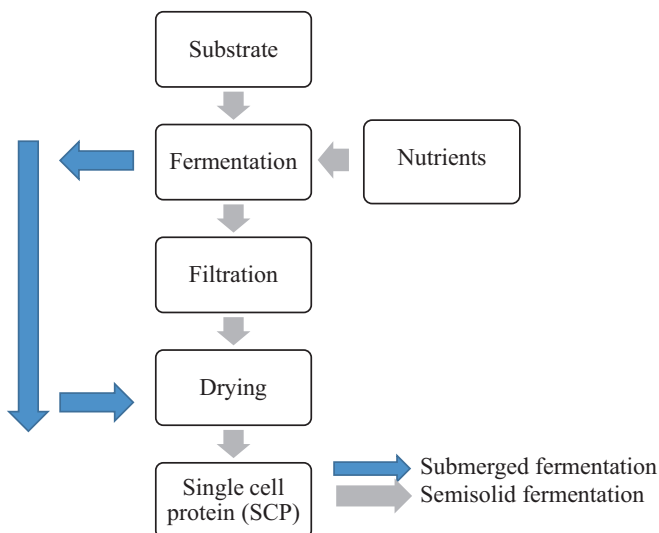 Substrate
Fermentation
Nutrients
Filtration
Drying
Single cell
protein (SCP)
Submerged fermentation
Semisolid fermentation